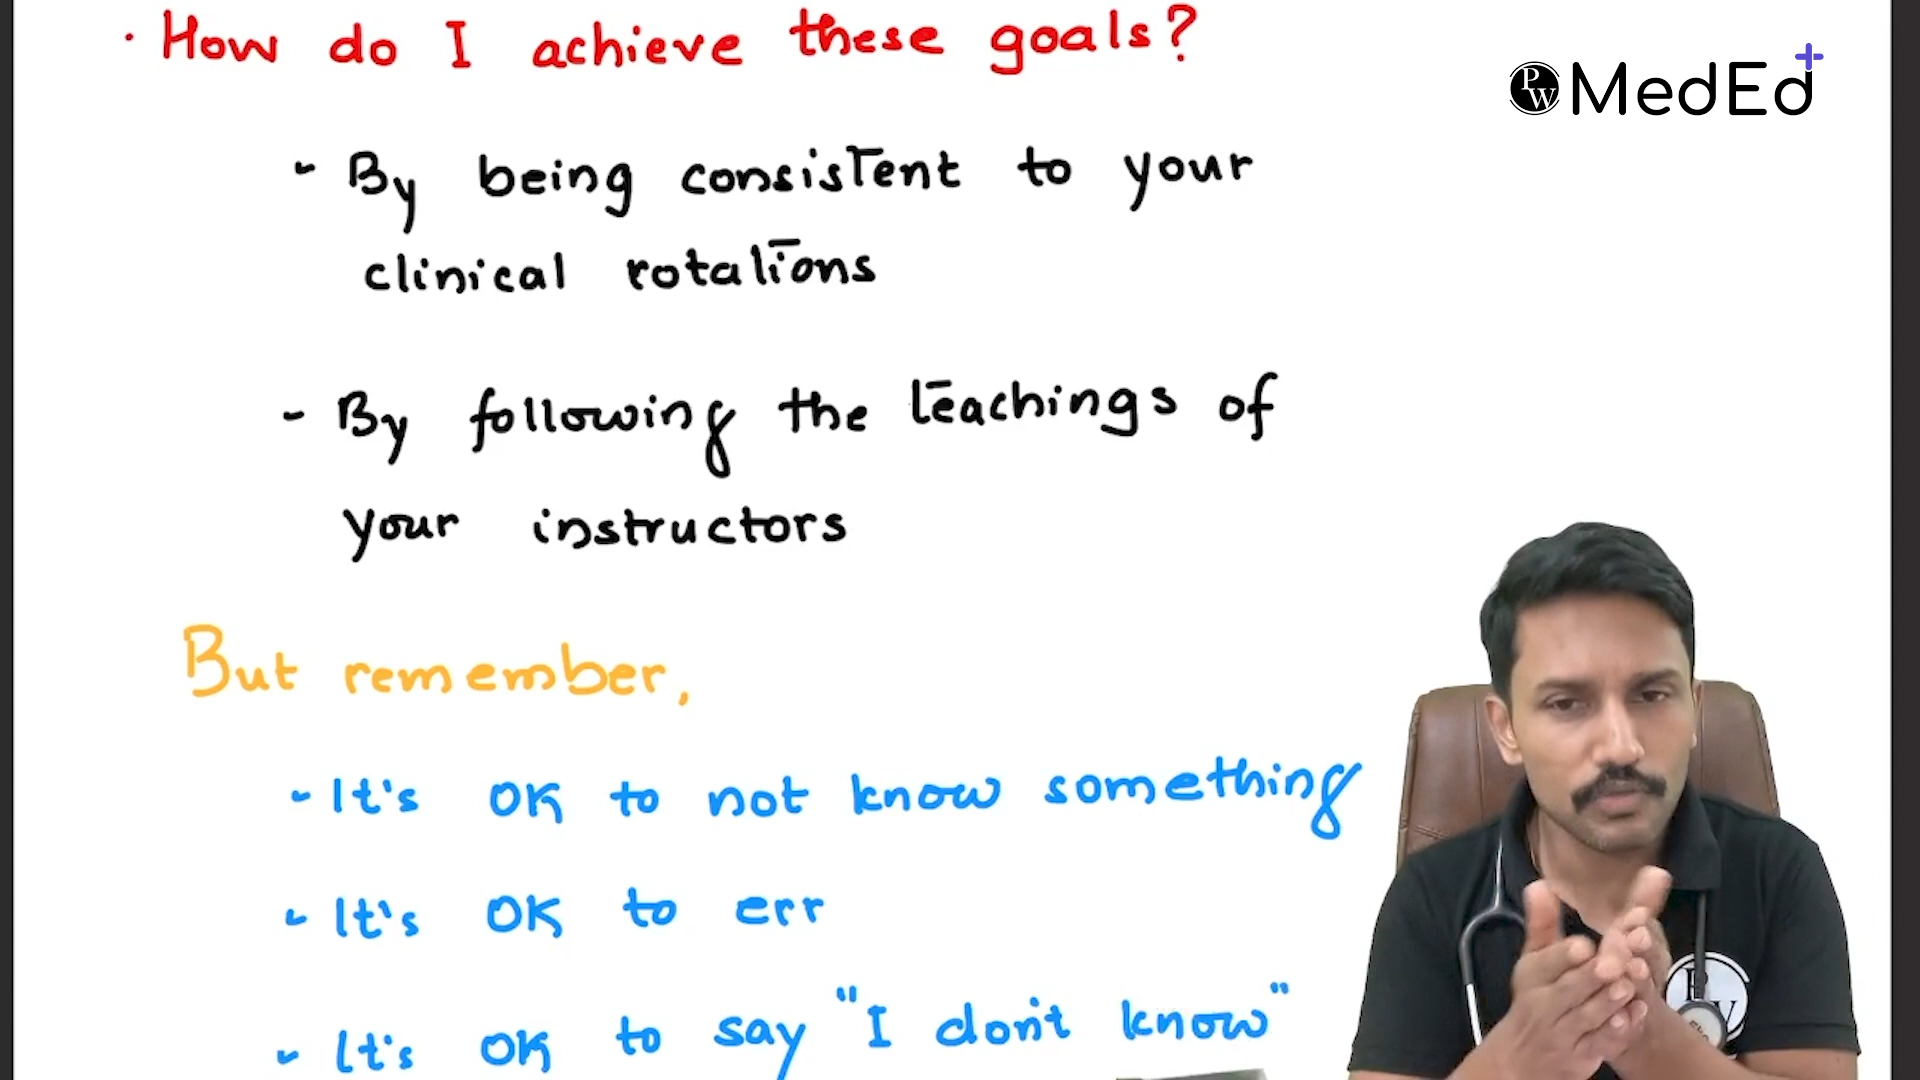 · How do I achieve these goals?
PW MedEd+
- By being consistent to your
clinical rotations
- By following the teachings of
your instructors
But remember,
- It's OK to not know something
- It's OK to err
- It's OK to say "I don't know"